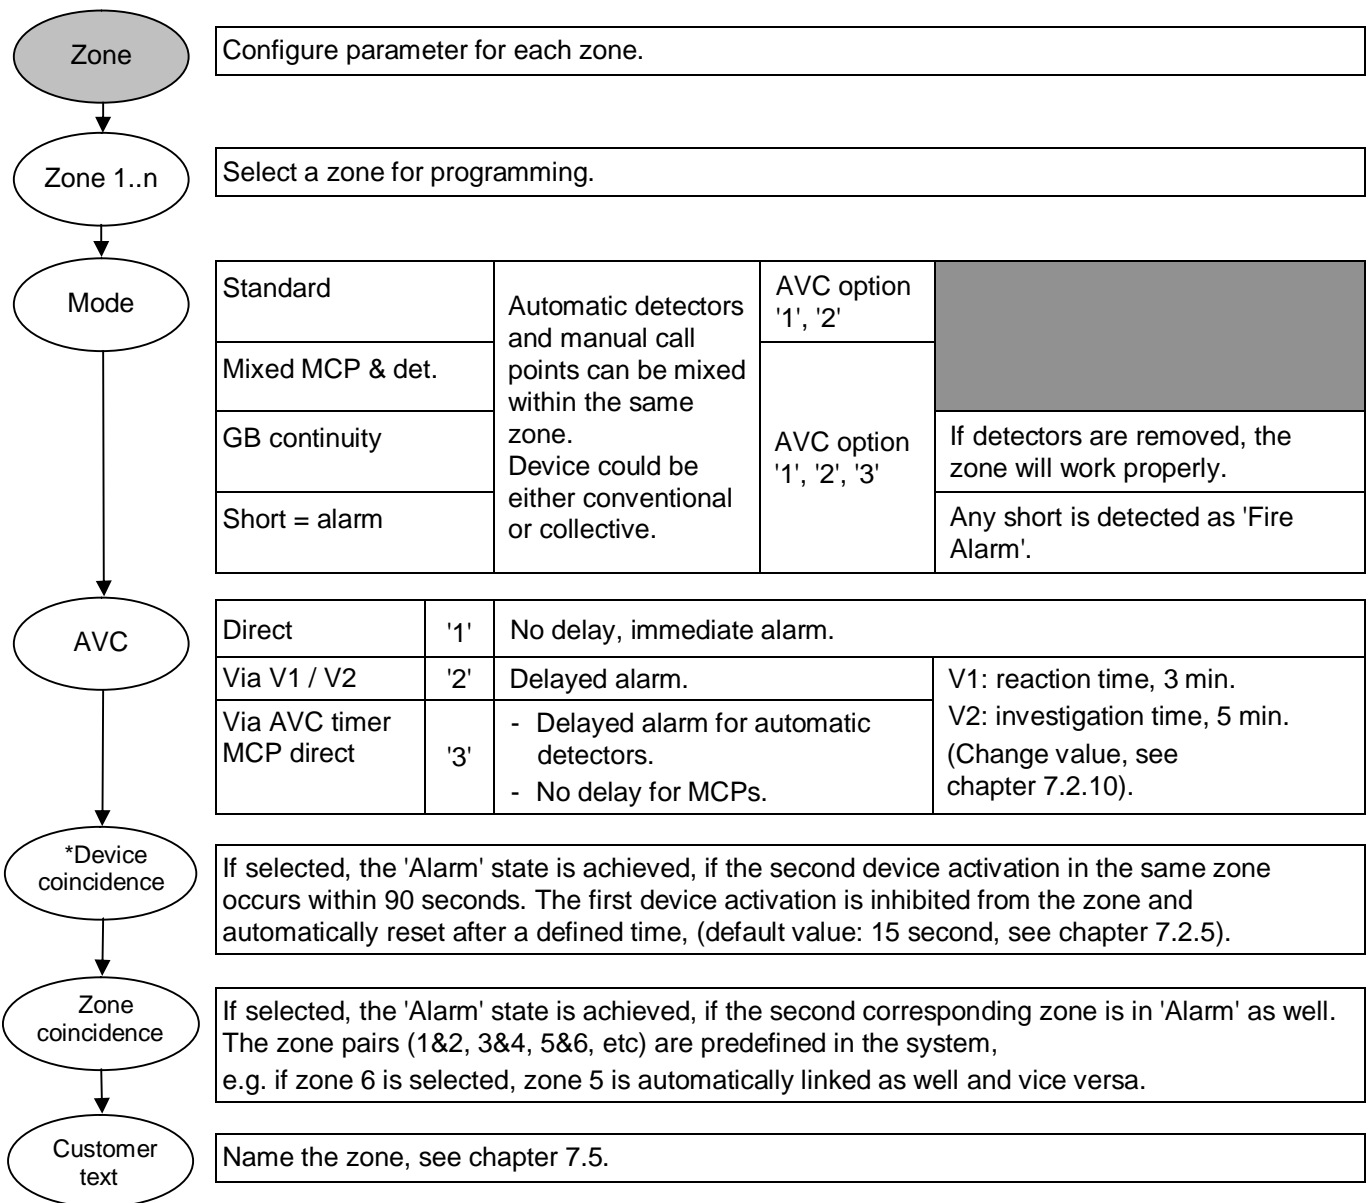 Zone
Configure parameter for each zone.
Zone 1..n
Select a zone for programming.
Mode
Standard
Mixed MCP & det.
GB continuity
Short = alarm
Automatic detectors
and manual call
points can be mixed
within the same
zone.
Device could be
either conventional
or collective.
AVC option
'1', '2'
AVC option
'1', '2', '3'
If detectors are removed, the
zone will work properly.
Any short is detected as 'Fire
Alarm'.
AVC
Direct
'1'
No delay, immediate alarm.
Via V1 / V2
'2'
Delayed alarm.
Via AVC timer
MCP direct
'3'
- Delayed alarm for automatic
detectors.
- No delay for MCPs.
V1: reaction time, 3 min.
V2: investigation time, 5 min.
(Change value, see
chapter 7.2.10).
*Device
coincidence
If selected, the 'Alarm' state is achieved, if the second device activation in the same zone
occurs within 90 seconds. The first device activation is inhibited from the zone and
automatically reset after a defined time, (default value: 15 second, see chapter 7.2.5).
Zone
coincidence
If selected, the 'Alarm' state is achieved, if the second corresponding zone is in 'Alarm' as well.
The zone pairs (1&2, 3&4, 5&6, etc) are predefined in the system,
e.g. if zone 6 is selected, zone 5 is automatically linked as well and vice versa.
Customer
text
Name the zone, see chapter 7.5.